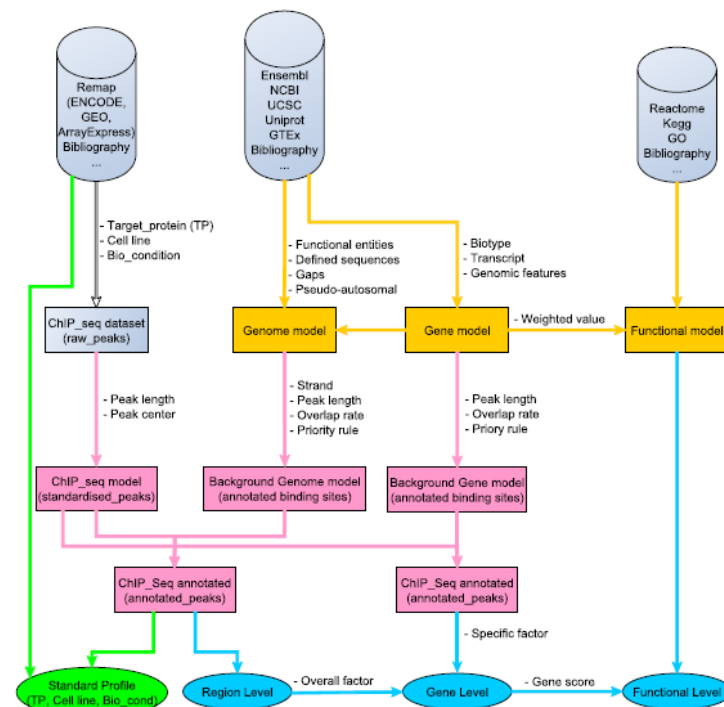 Remap
(ENCODE,
GEO,
ArrayExpress)
Bibliography
...
Ensembl
NCBI
UCSC
Uniprot
GTEx
Bibliography
...
Reactome
Kegg
GO
Bibliography
...
- Target_protein (TP)
- Cell line
- Bio_condition
- Functional entities
- Defined sequences
- Gaps
- Pseudo-autosomal
- Biotype
- Transcript
- Genomic features
ChIP_seq dataset
(raw_peaks)
Genome model
Gene model
- Weighted value
Functional model
- Peak length
- Peak center
- Strand
- Peak length
- Overlap rate
- Priority rule
- Peak length
- Overlap rate
- Priory rule
ChIP_seq model
(standardised_peaks)
Background Genome model
(annotated binding sites)
Background Gene model
(annotated binding sites)
ChIP_Seq annotated
(annotated_peaks)
ChIP_Seq annotated
(annotated_peaks)
- Specific factor
Standard Profile
(TP, Cell line, Bio_cond)
Region Level
- Overall factor
Gene Level
- Gene score
Functional Level